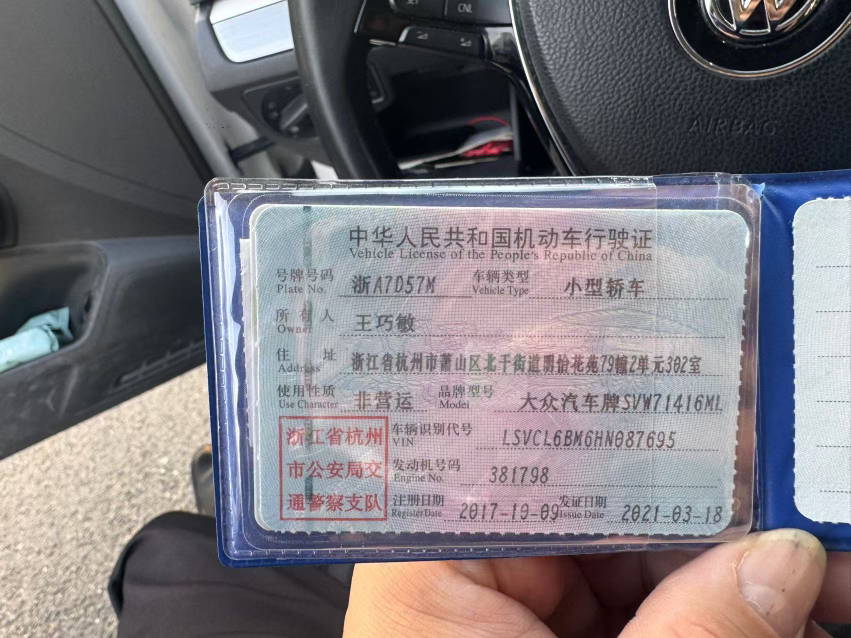 CNL
AIRBAG
中华人民共和国机动车行驶证
Vehicle License of the People's Republic of China
号牌号码 浙A7D57M 车辆类型 小型轿车
Plate No. Vehicle Type
所有人 王巧敏
Owner
住址 浙江省杭州市萧山区北干街道明怡花苑79幢2单元302室
Address
使用性质 非营运 品牌型号 大众汽车牌SVW71416ML
Use Character Model
浙江省杭州
市公安局交
通警察支队
车辆识别代号 LSVCL6BM6HN087695
VIN
发动机号码 381798
Engine No.
注册日期 2017-10-09 发证日期 2021-03-18
Register Date Issue Date